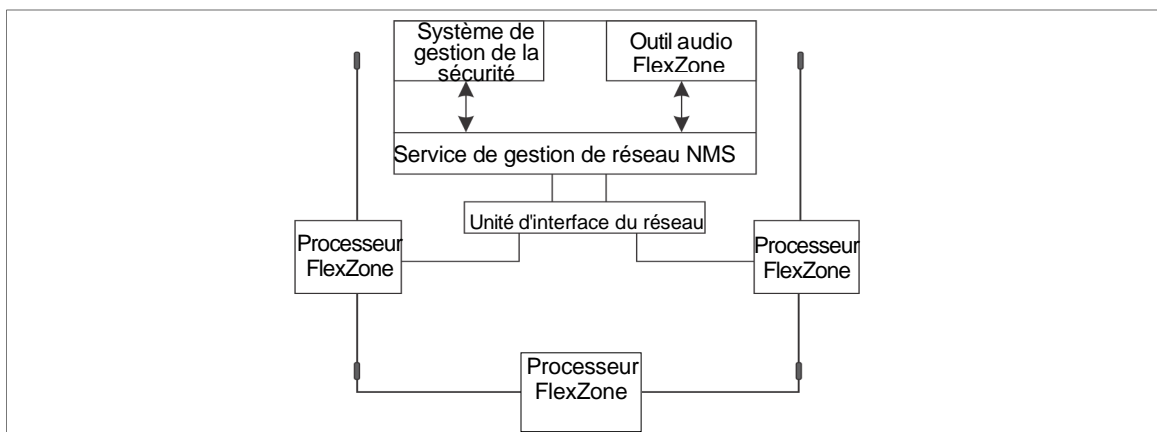 Système de
gestion de la
sécurité
Outil audio
FlexZone
Service de gestion de réseau NMS
Unité d'interface du réseau
Processeur
FlexZone
Processeur
FlexZone
Processeur
FlexZone